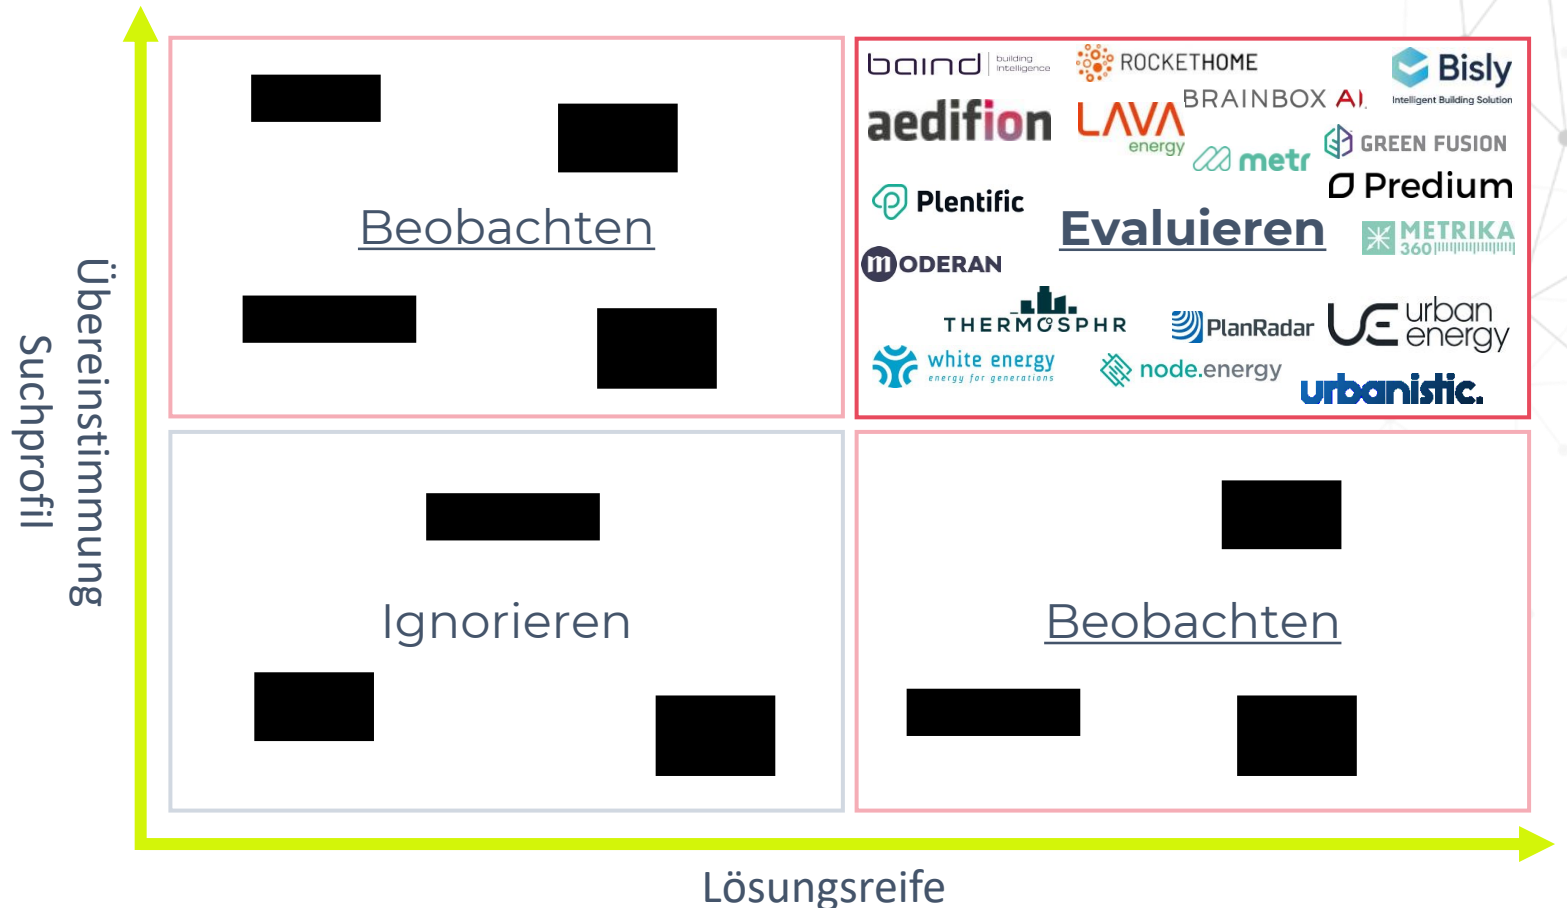 Übereinstimmung
Suchprofil
Beobachten
baind
building
intelligence
ROCKETHOME
Bisly
Intelligent Building Solution
BRAINBOX AI
aedifion
LAVA
energy
metr
GREEN FUSION
Predium
Plentific
Evaluieren
METRIKA
360
mODERAN
THERMOSPHR
PlanRadar
UE urban
energy
white energy
energy for generations
node.energy
urbanistic.
Ignorieren
Beobachten
Lösungsreife